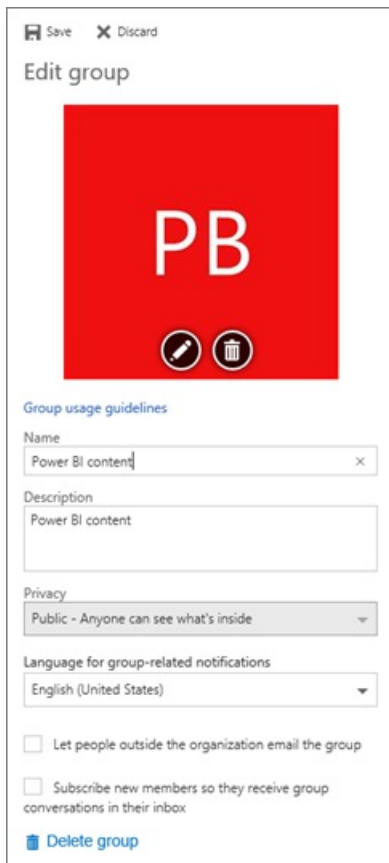 Save Discard
Edit group
PB
Group usage guidelines
Name
Power BI content
Description
Power BI content
Privacy
Public - Anyone can see what's inside
Language for group-related notifications
English (United States)
Let people outside the organization email the group
Subscribe new members so they receive group
conversations in their inbox
Delete group